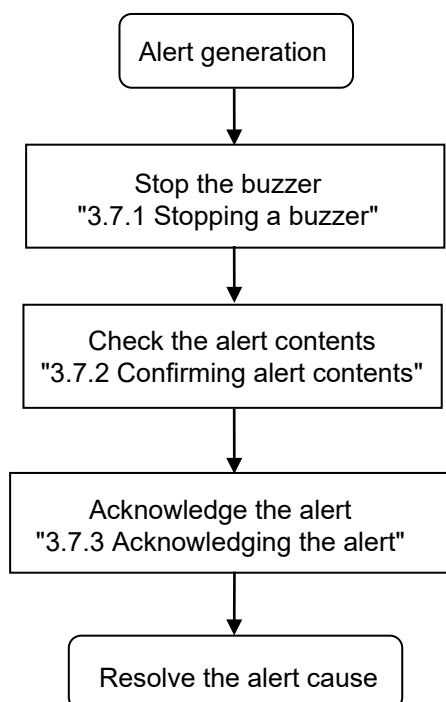 Alert generation
Stop the buzzer
"3.7.1 Stopping a buzzer"
Check the alert contents
"3.7.2 Confirming alert contents"
Acknowledge the alert
"3.7.3 Acknowledging the alert"
Resolve the alert cause